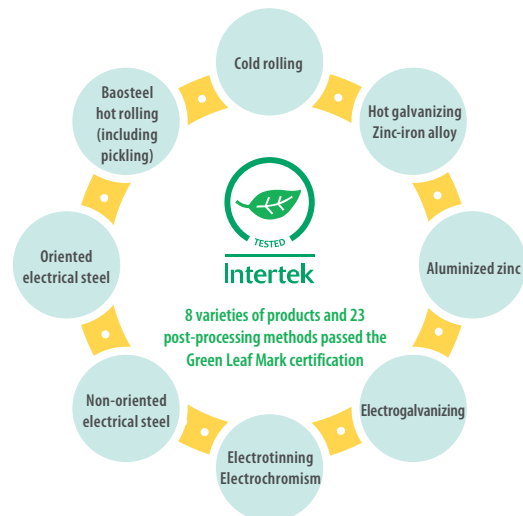 Cold rolling
Hot galvanizing
Zinc-iron alloy
Aluminized zinc
Electrogalvanizing
Electrotinning
Electrochromism
Non-oriented
electrical steel
Oriented
electrical steel
Baosteel
hot rolling
(including
pickling)
TESTED
Intertek
8 varieties of products and 23
post-processing methods passed the
Green Leaf Mark certification